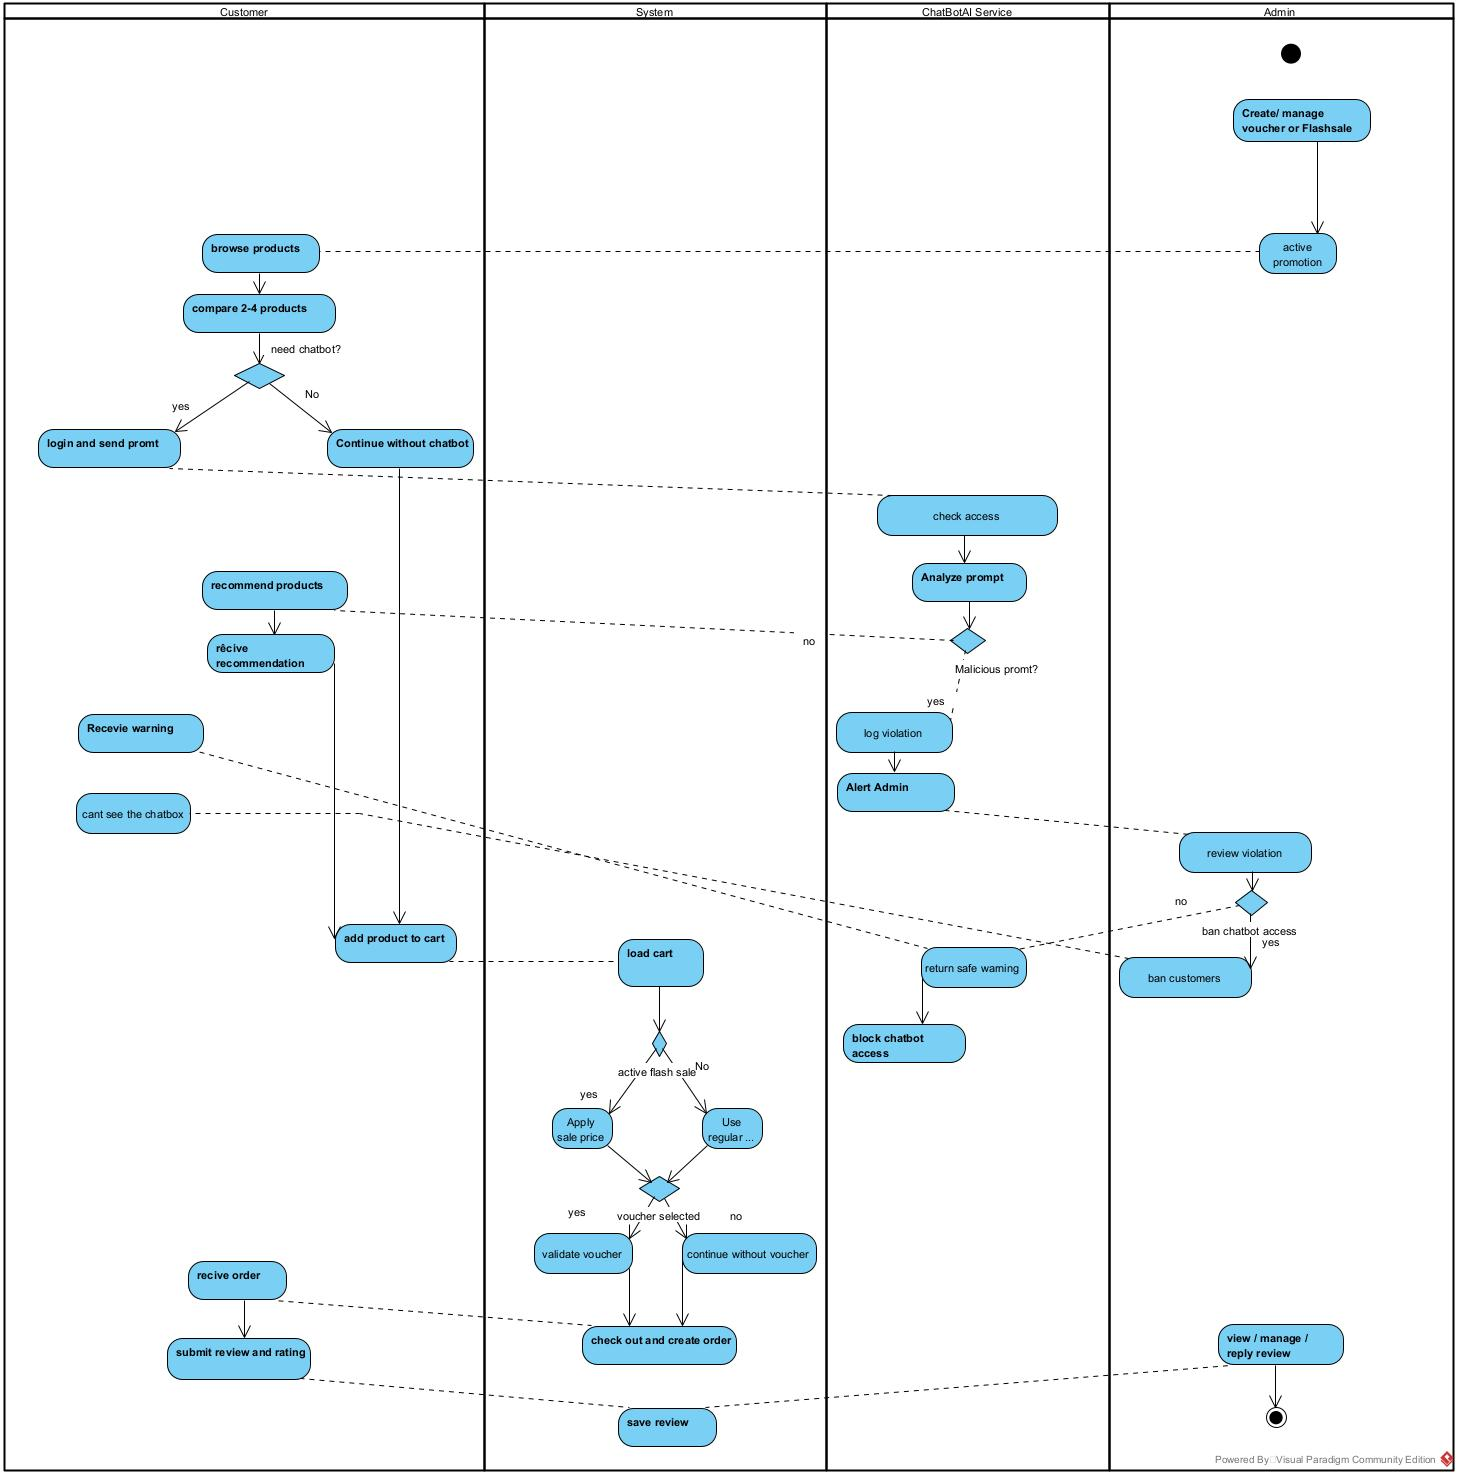 Customer
System
ChatBotAI Service
Admin
Create/ manage
voucher or Flashsale
browse products
active
promotion
compare 2-4 products
need chatbot?
yes
No
login and send promt
Continue without chatbot
check access
Analyze prompt
recommend products
no
Malicious promt?
rêcive
recommendation
yes
Recevie warning
log violation
Alert Admin
cant see the chatbox
review violation
no
ban chatbot access
yes
add product to cart
load cart
return safe warning
ban customers
block chatbot
access
active flash sale
No
yes
Apply
sale price
Use
regular ...
yes
voucher selected
no
validate voucher
continue without voucher
recive order
check out and create order
submit review and rating
view / manage /
reply review
save review
Powered By Visual Paradigm Community Edition